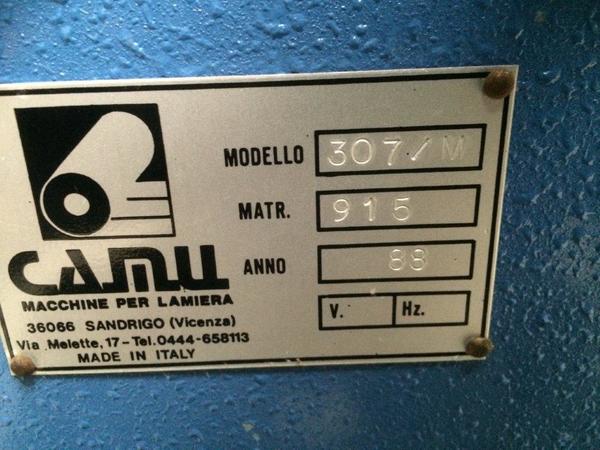 CAMU
MACCHINE PER LAMIERA
36066 SANDRIGO (Vicenza)
Via Melette, 17 - Tel. 0444-658113
MADE IN ITALY
MODELLO 307/M
MATR. 915
ANNO 88
V. Hz.